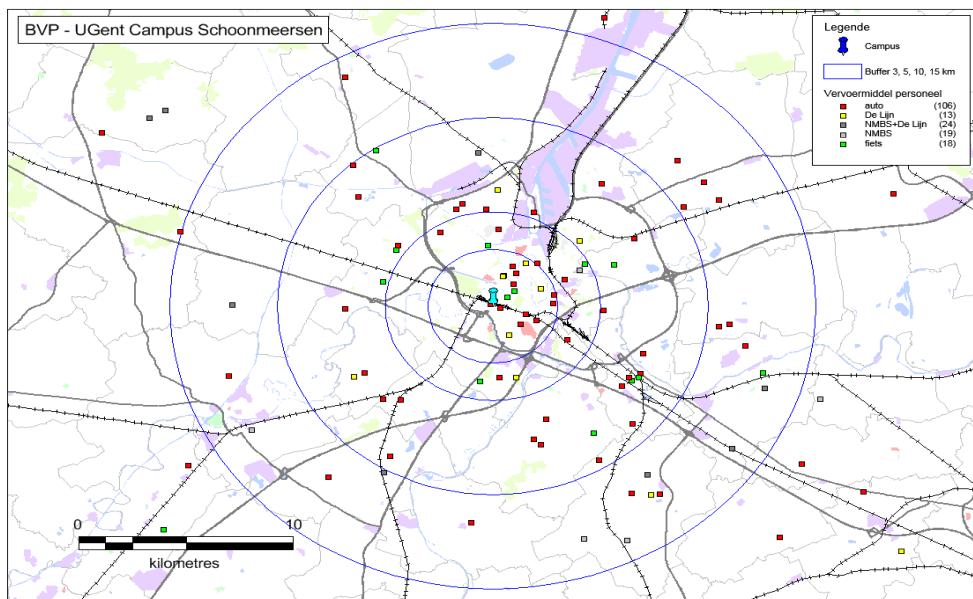 BVP - UGent Campus Schoonmeersen
Legende
Campus
Buffer 3, 5, 10, 15 km
Vervoermiddel personeel
auto (106)
De Lijn (13)
NMBS+De Lijn (24)
NMBS (19)
fiets (18)
0 10
kilometres